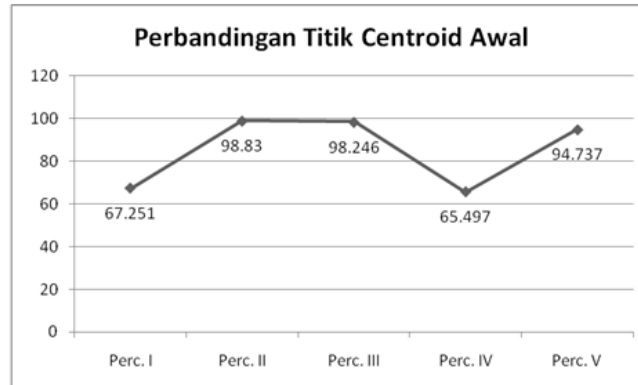 Perbandingan Titik Centroid Awal
120
100
80
60
40
20
0
67.251
98.83
98.246
65.497
94.737
Perc. I
Perc. II
Perc. III
Perc. IV
Perc. V